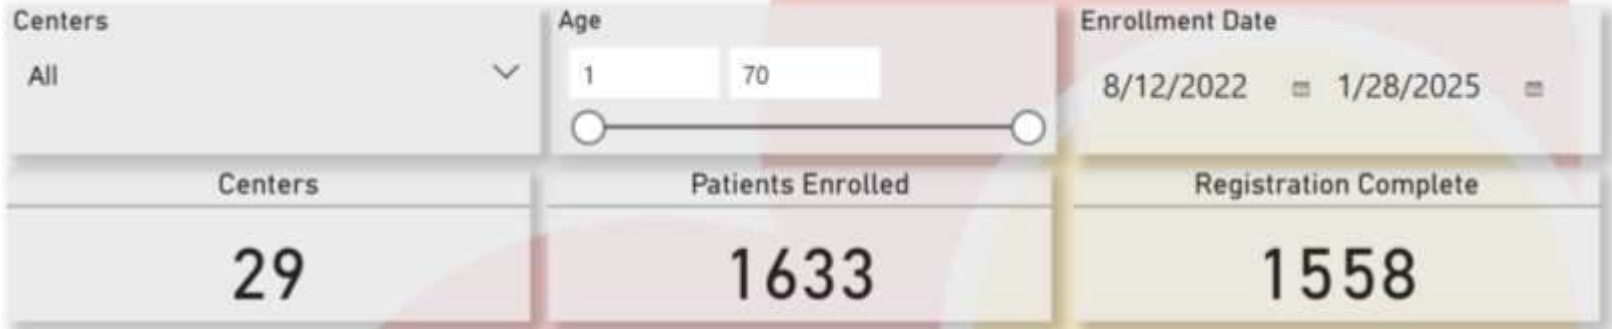 Centers
All
Age
1 70
Enrollment Date
8/12/2022 1/28/2025
Centers
29
Patients Enrolled
1633
Registration Complete
1558